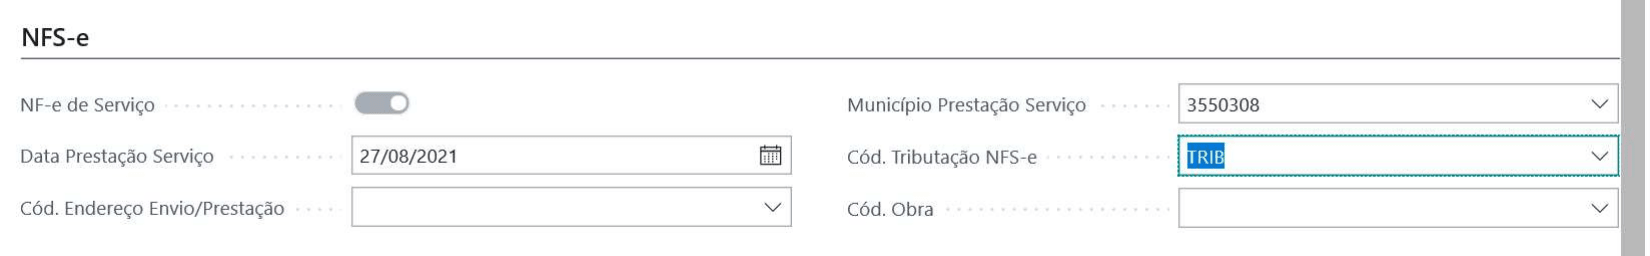 NFS-e
NF-e de Serviço
Município Prestação Serviço
3550308
Data Prestação Serviço
27/08/2021
Cód. Tributação NFS-e
TRIB
Cód. Endereço Envio/Prestação
Cód. Obra